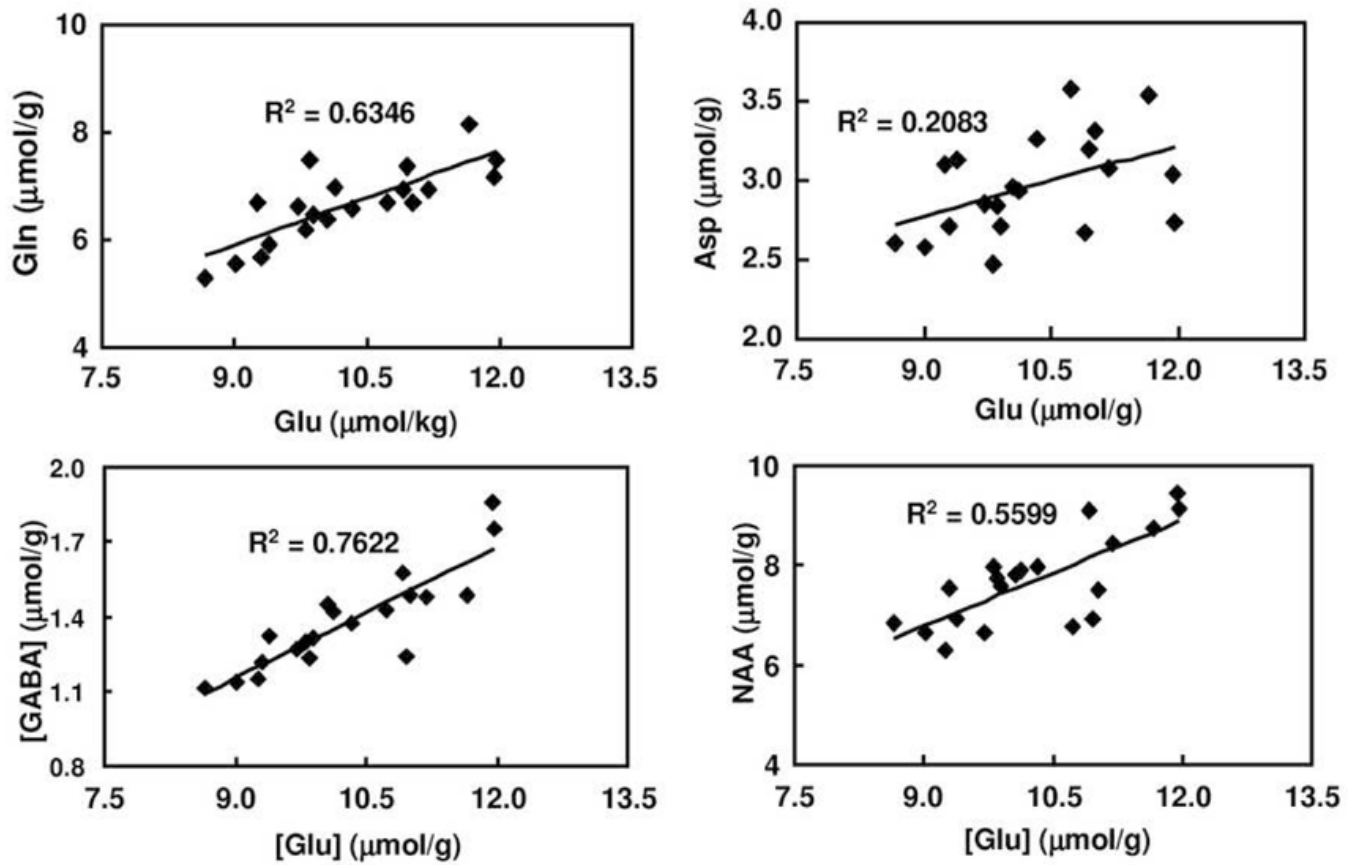 10
8
6
4
Gln (μmol/g)
R² = 0.6346
7.5 9.0 10.5 12.0 13.5
Glu (μmol/kg)
4.0
3.5
3.0
2.5
2.0
Asp (μmol/g)
R² = 0.2083
7.5 9.0 10.5 12.0 13.5
Glu (μmol/g)
2.0
1.7
1.4
1.1
0.8
[GABA] (μmol/g)
R² = 0.7622
7.5 9.0 10.5 12.0 13.5
[Glu] (μmol/g)
10
8
6
4
NAA (μmol/g)
R² = 0.5599
7.5 9.0 10.5 12.0 13.5
[Glu] (μmol/g)